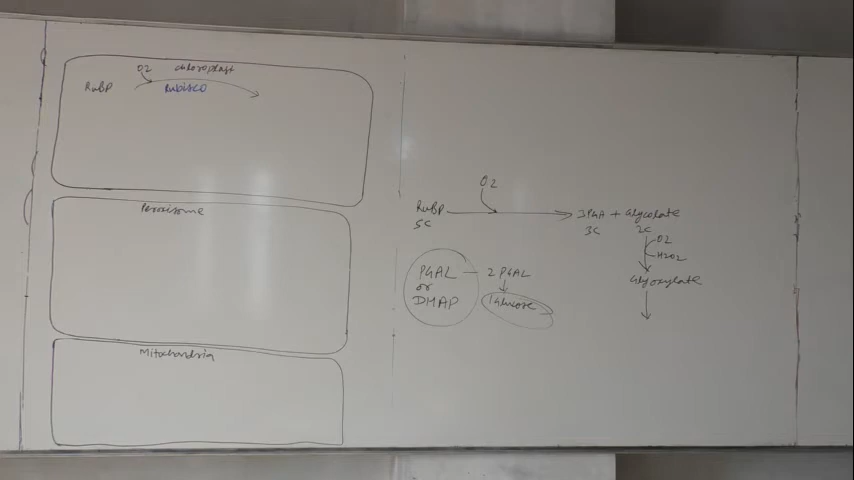 O2 chloroplast
RuBP RUBISCO
Peroxisome
Mitochondria
O2
RuBP 3PGA + Glycolate
5C 3C 2C
O2
H2O2
Glyoxylate
PGAL 2 PGAL
or
DHAP 1Glucose